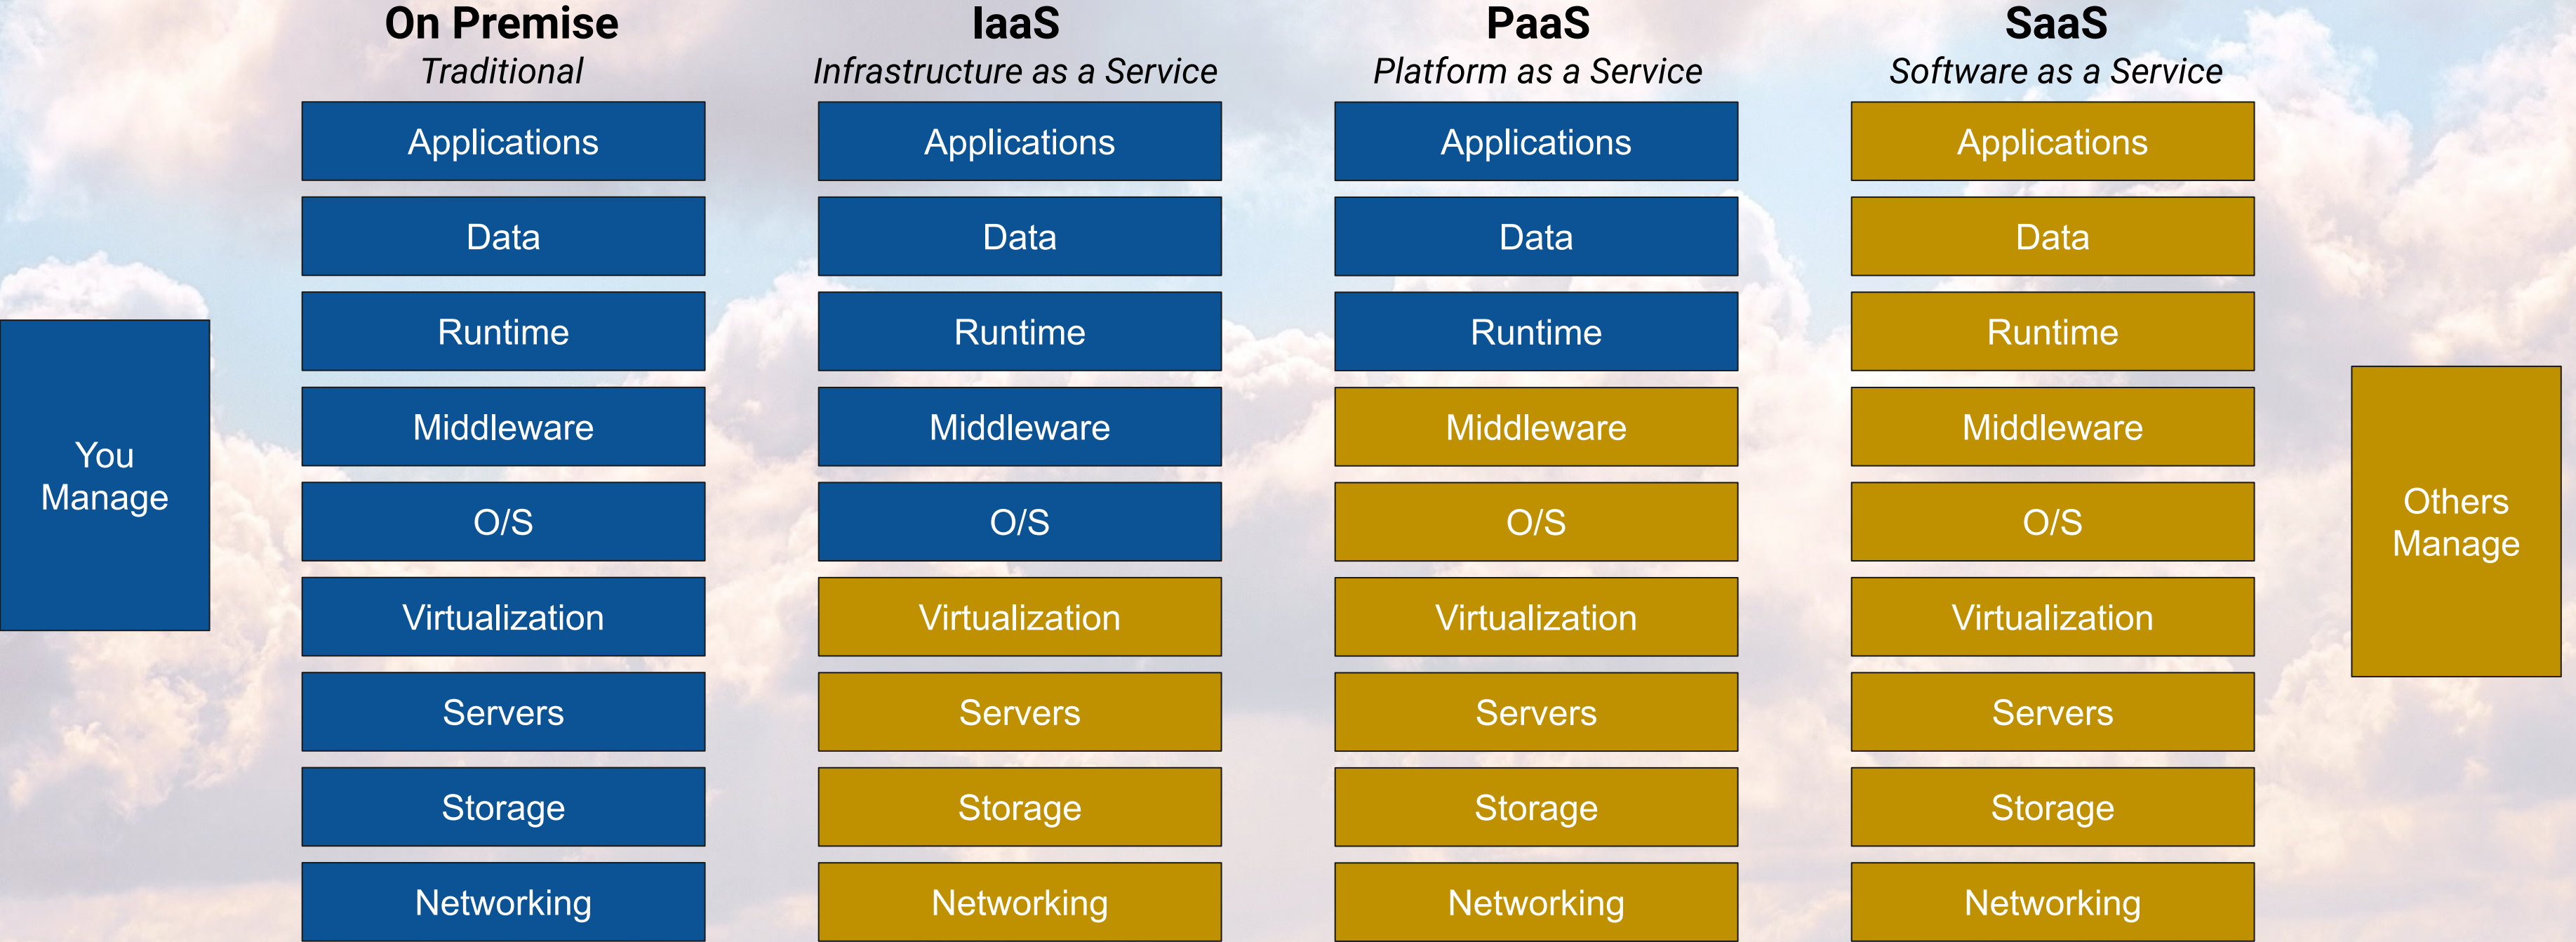 On Premise
Traditional
IaaS
Infrastructure as a Service
PaaS
Platform as a Service
SaaS
Software as a Service
You
Manage
Applications
Data
Runtime
Middleware
O/S
Virtualization
Servers
Storage
Networking
Applications
Data
Runtime
Middleware
O/S
Virtualization
Servers
Storage
Networking
Applications
Data
Runtime
Middleware
O/S
Virtualization
Servers
Storage
Networking
Applications
Data
Runtime
Middleware
O/S
Virtualization
Servers
Storage
Networking
Others
Manage